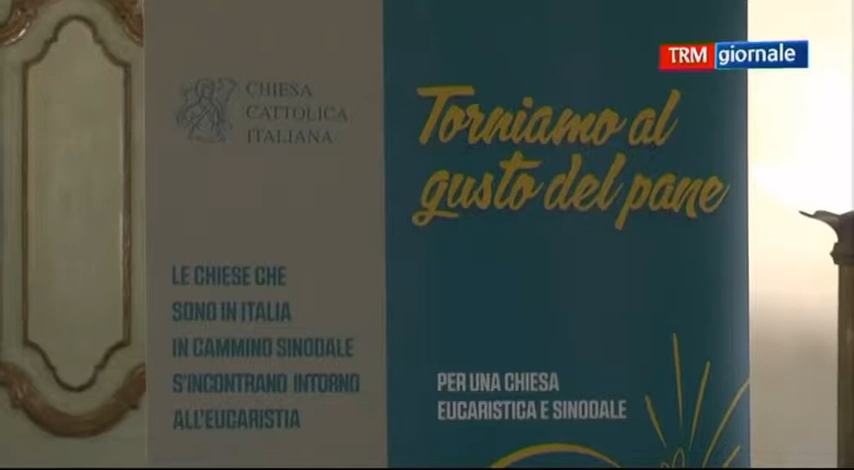 TRM giornale
CHIESA
CATTOLICA
ITALIANA
LE CHIESE CHE
SONO IN ITALIA
IN CAMMINO SINODALE
S'INCONTRANO INTORNO
ALL'EUCARISTIA
Torniamo al
gusto del pane
PER UNA CHIESA
EUCARISTICA E SINODALE